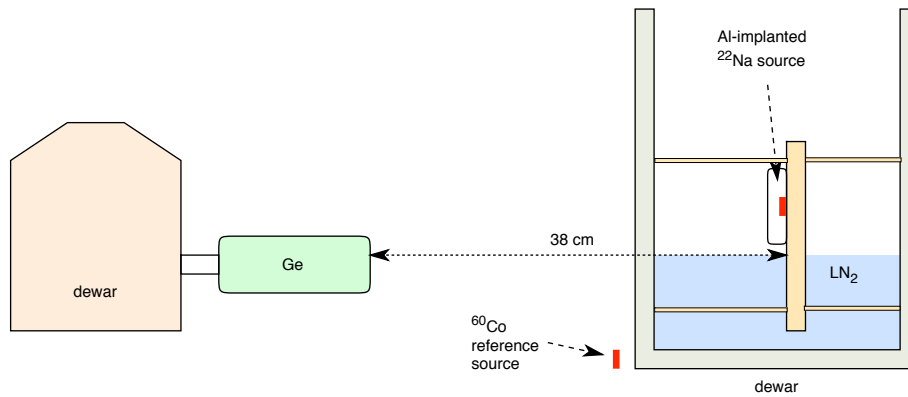 Al-implanted
²²Na source
38 cm
Ge
dewar
LN₂
⁶⁰Co
reference
source
dewar